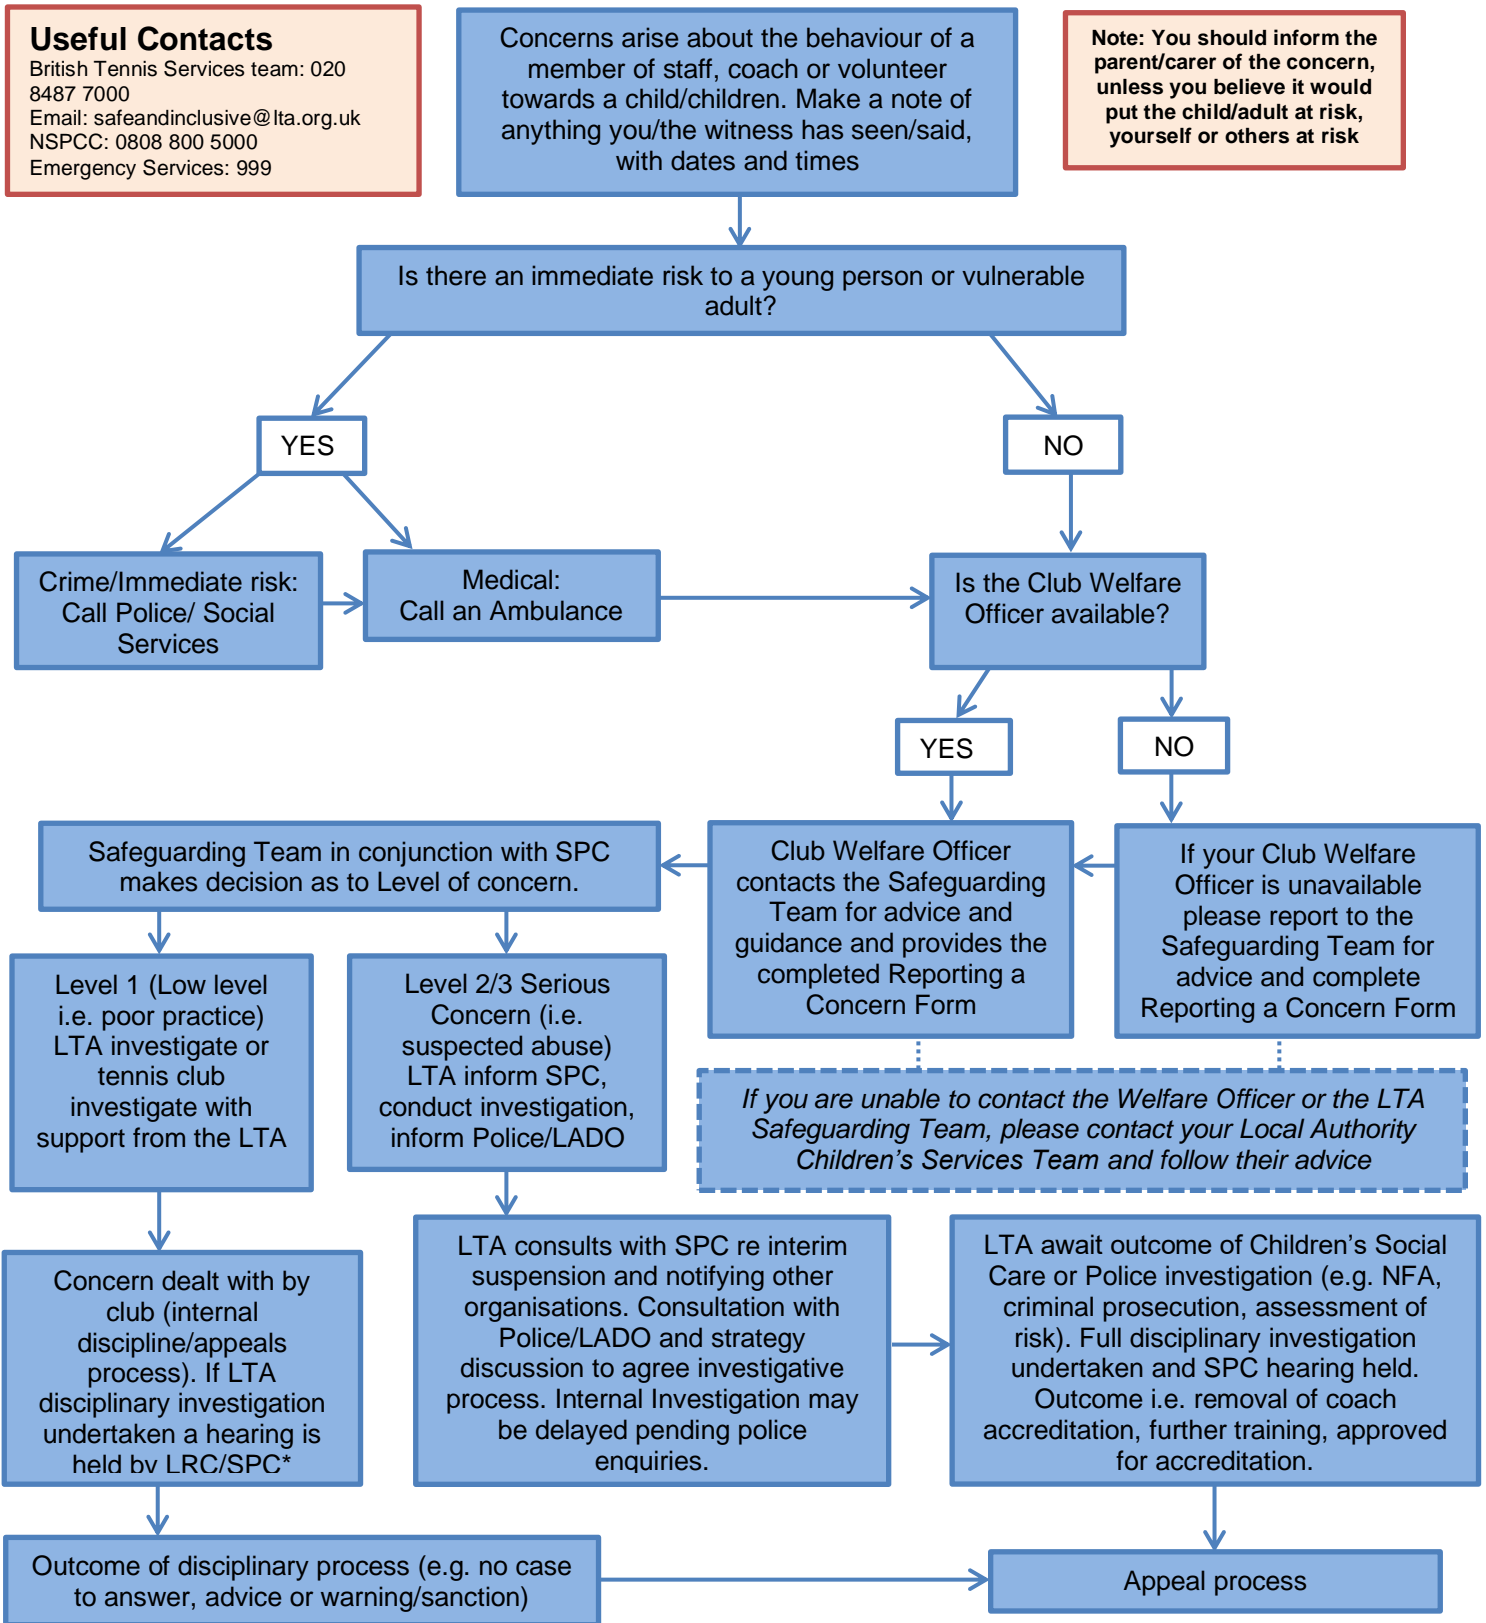 Useful Contacts
British Tennis Services team: 020
8487 7000
Email: safeandinclusive@lta.org.uk
NSPCC: 0808 800 5000
Emergency Services: 999
Concerns arise about the behaviour of a
member of staff, coach or volunteer
towards a child/children. Make a note of
anything you/the witness has seen/said,
with dates and times
Note: You should inform the
parent/carer of the concern,
unless you believe it would
put the child/adult at risk,
yourself or others at risk
Is there an immediate risk to a young person or vulnerable
adult?
YES
NO
Crime/Immediate risk:
Call Police/ Social
Services
Medical:
Call an Ambulance
Is the Club Welfare
Officer available?
YES
NO
Safeguarding Team in conjunction with SPC
makes decision as to Level of concern.
Club Welfare Officer
contacts the Safeguarding
Team for advice and
guidance and provides the
completed Reporting a
Concern Form
If your Club Welfare
Officer is unavailable
please report to the
Safeguarding Team for
advice and complete
Reporting a Concern Form
Level 1 (Low level
i.e. poor practice)
LTA investigate or
tennis club
investigate with
support from the LTA
Level 2/3 Serious
Concern (i.e.
suspected abuse)
LTA inform SPC,
conduct investigation,
inform Police/LADO
If you are unable to contact the Welfare Officer or the LTA
Safeguarding Team, please contact your Local Authority
Children's Services Team and follow their advice
Concern dealt with by
club (internal
discipline/appeals
process). If LTA
disciplinary investigation
undertaken a hearing is
held by LRC/SPC*
LTA consults with SPC re interim
suspension and notifying other
organisations. Consultation with
Police/LADO and strategy
discussion to agree investigative
process. Internal Investigation may
be delayed pending police
enquiries.
LTA await outcome of Children's Social
Care or Police investigation (e.g. NFA,
criminal prosecution, assessment of
risk). Full disciplinary investigation
undertaken and SPC hearing held.
Outcome i.e. removal of coach
accreditation, further training, approved
for accreditation.
Outcome of disciplinary process (e.g. no case
to answer, advice or warning/sanction)
Appeal process